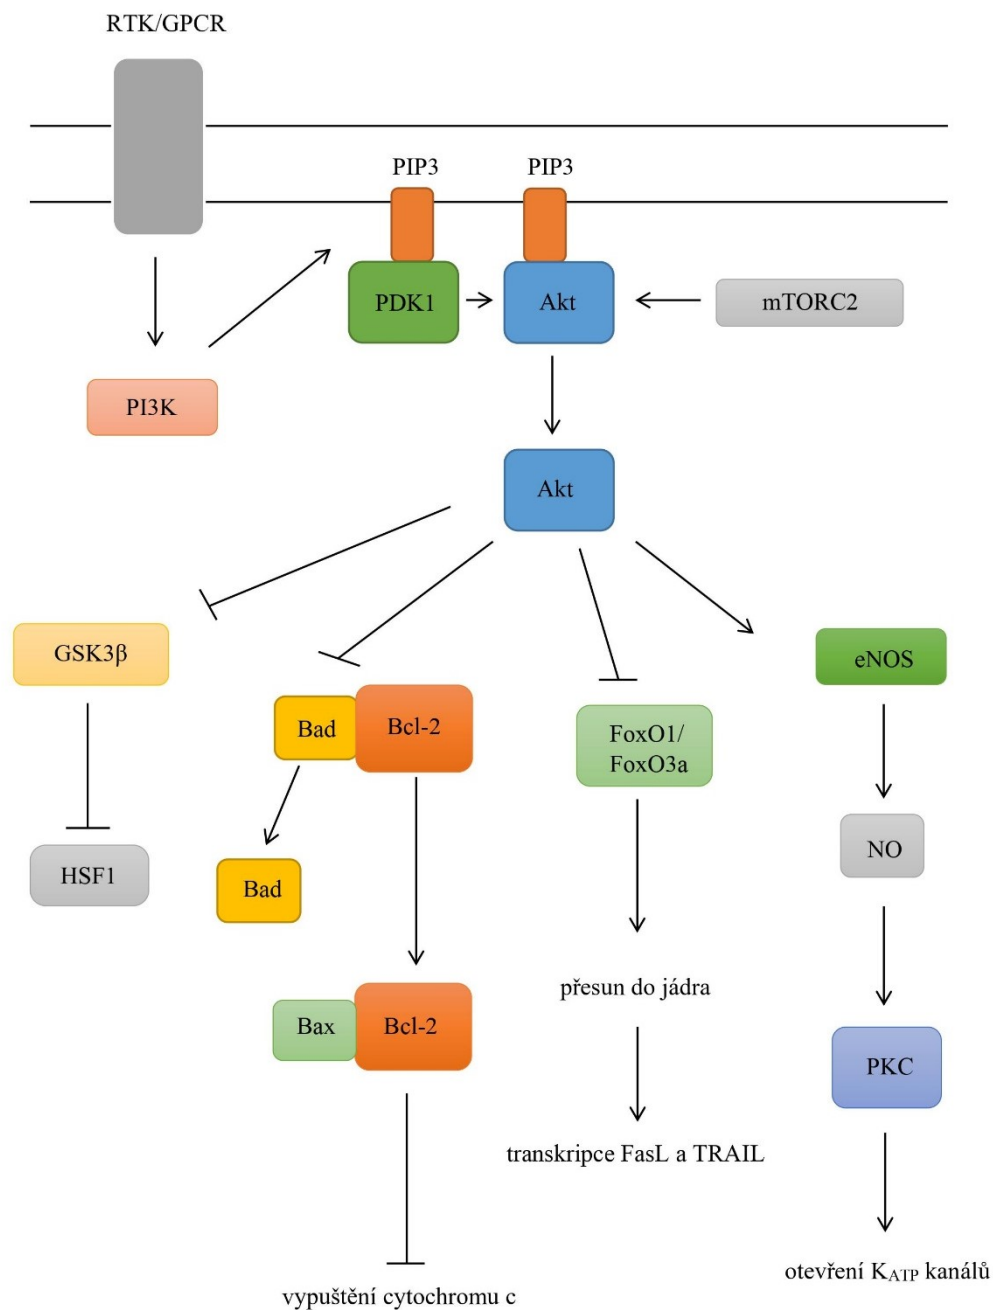 RTK/GPCR
PIP3
PIP3
PDK1
Akt
mTORC2
PI3K
Akt
GSK3β
eNOS
Bad
Bcl-2
FoxO1/
FoxO3a
NO
HSF1
Bad
přesun do jádra
Bax
Bcl-2
PKC
transkripce FasL a TRAIL
otevření KATP kanálů
vypuštění cytochromu c